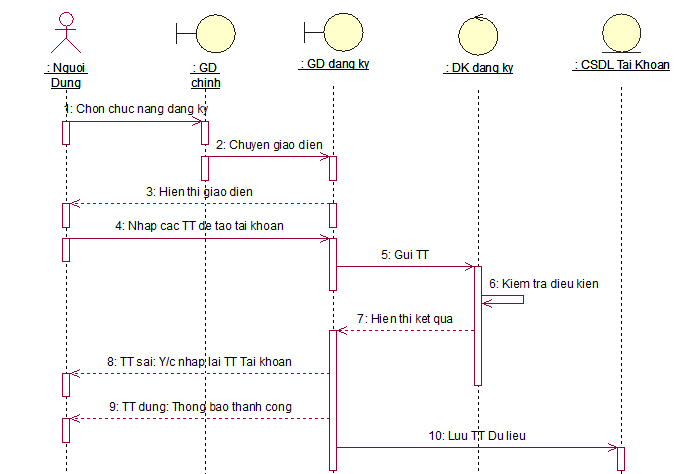 : Nguoi
Dung
: GD
chinh
: GD dang ky
: DK dang ky
: CSDL Tai Khoan
1: Chon chuc nang dang ky
2: Chuyen giao dien
3: Hien thi giao dien
4: Nhap cac TT de tao tai khoan
5: Gui TT
6: Kiem tra dieu kien
7: Hien thi ket qua
8: TT sai: Y/c nhap lai TT Tai khoan
9: TT dung: Thong bao thanh cong
10: Luu TT Du lieu